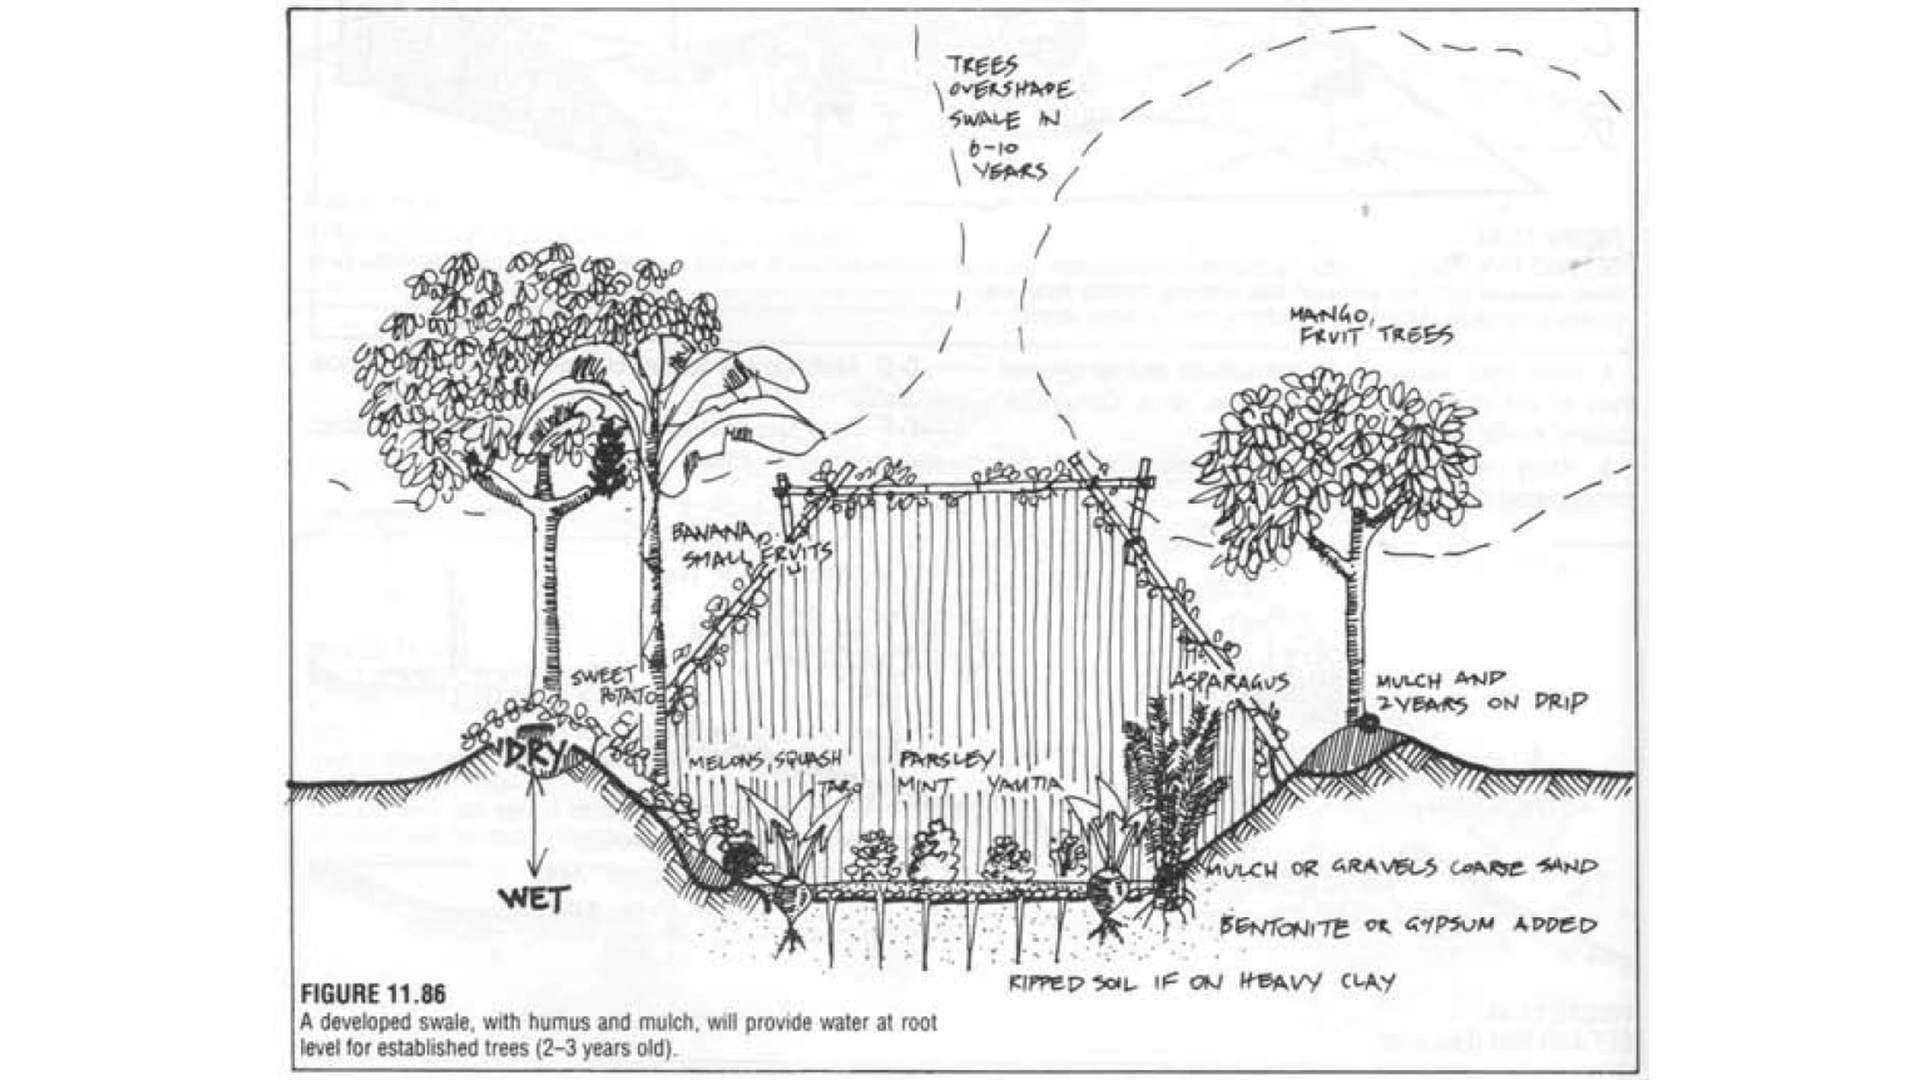 TREES
OVERSHADE
SWALE IN
6-10
YEARS
MANGO,
FRUIT TREES
BANANA,
SMALL FRUITS
SWEET
POTATO
ASPARAGUS
MULCH AND
2 YEARS ON DRIP
DRY
MELONS, SQUASH
PARSLEY
TARO
MINT
YAUTIA
MULCH OR GRAVELS COARSE SAND
WET
BENTONITE OR GYPSUM ADDED
RIPPED SOIL IF ON HEAVY CLAY
FIGURE 11.86
A developed swale, with humus and mulch, will provide water at root
level for established trees (2–3 years old).